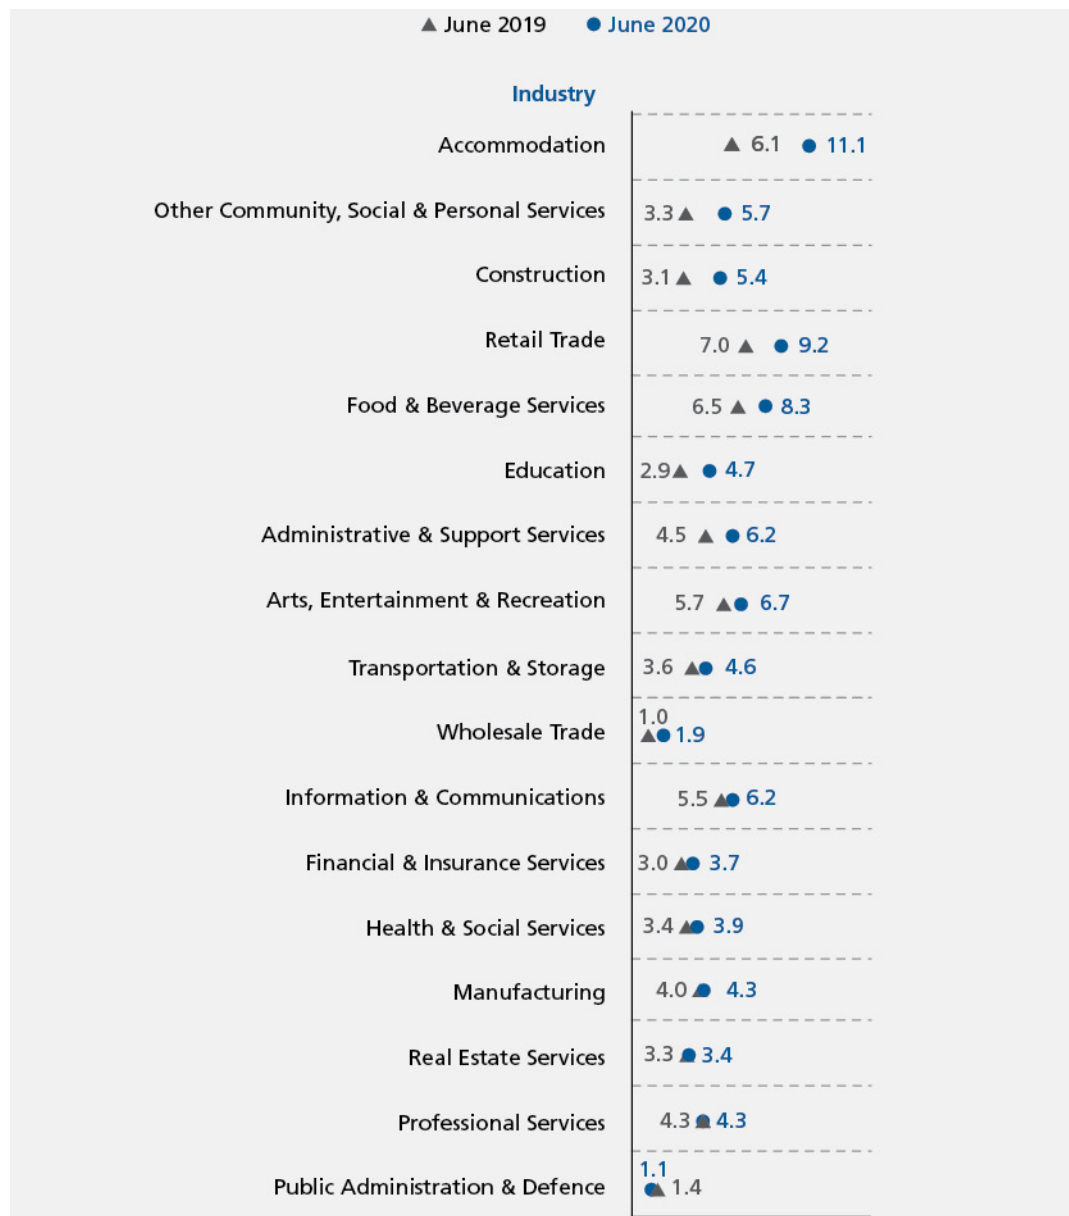 ▲ June 2019 ● June 2020
Industry
Accommodation 6.1 11.1
Other Community, Social & Personal Services 3.3 5.7
Construction 3.1 5.4
Retail Trade 7.0 9.2
Food & Beverage Services 6.5 8.3
Education 2.9 4.7
Administrative & Support Services 4.5 6.2
Arts, Entertainment & Recreation 5.7 6.7
Transportation & Storage 3.6 4.6
1.0
Wholesale Trade 1.9
Information & Communications 5.5 6.2
Financial & Insurance Services 3.0 3.7
Health & Social Services 3.4 3.9
Manufacturing 4.0 4.3
Real Estate Services 3.3 3.4
Professional Services 4.3 4.3
1.1
Public Administration & Defence 1.4